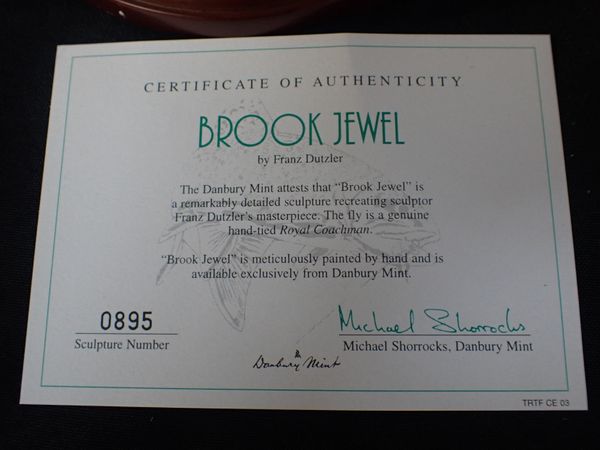 CERTIFICATE OF AUTHENTICITY
BROOK JEWEL
by Franz Dutzler
The Danbury Mint attests that “Brook Jewel” is
a remarkably detailed sculpture recreating sculptor
Franz Dutzler's masterpiece. The fly is a genuine
hand-tied Royal Coachman.
“Brook Jewel” is meticulously painted by hand and is
available exclusively from Danbury Mint.
0895
Sculpture Number
Michael Shorrocks
Michael Shorrocks, Danbury Mint
Danbury Mint
TRTF CE 03